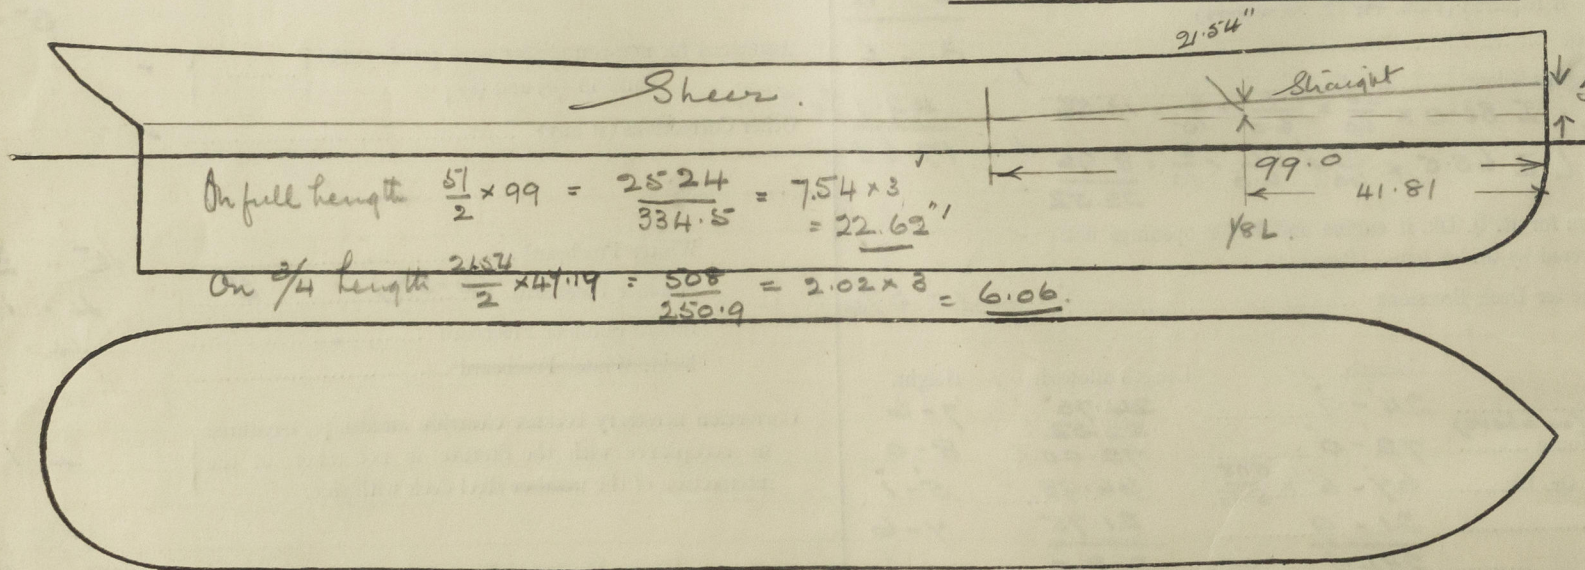 21.54"
Sheer.
Straight
5
On full length 51/2 × 99 = 2524/334.5 = 7.54 × 3
= 22.62"
99.0
41.81
1/8 L.
On 3/4 length 2154/2 × 47.19 = 508/250.9 = 2.02 × 3 = 6.06.